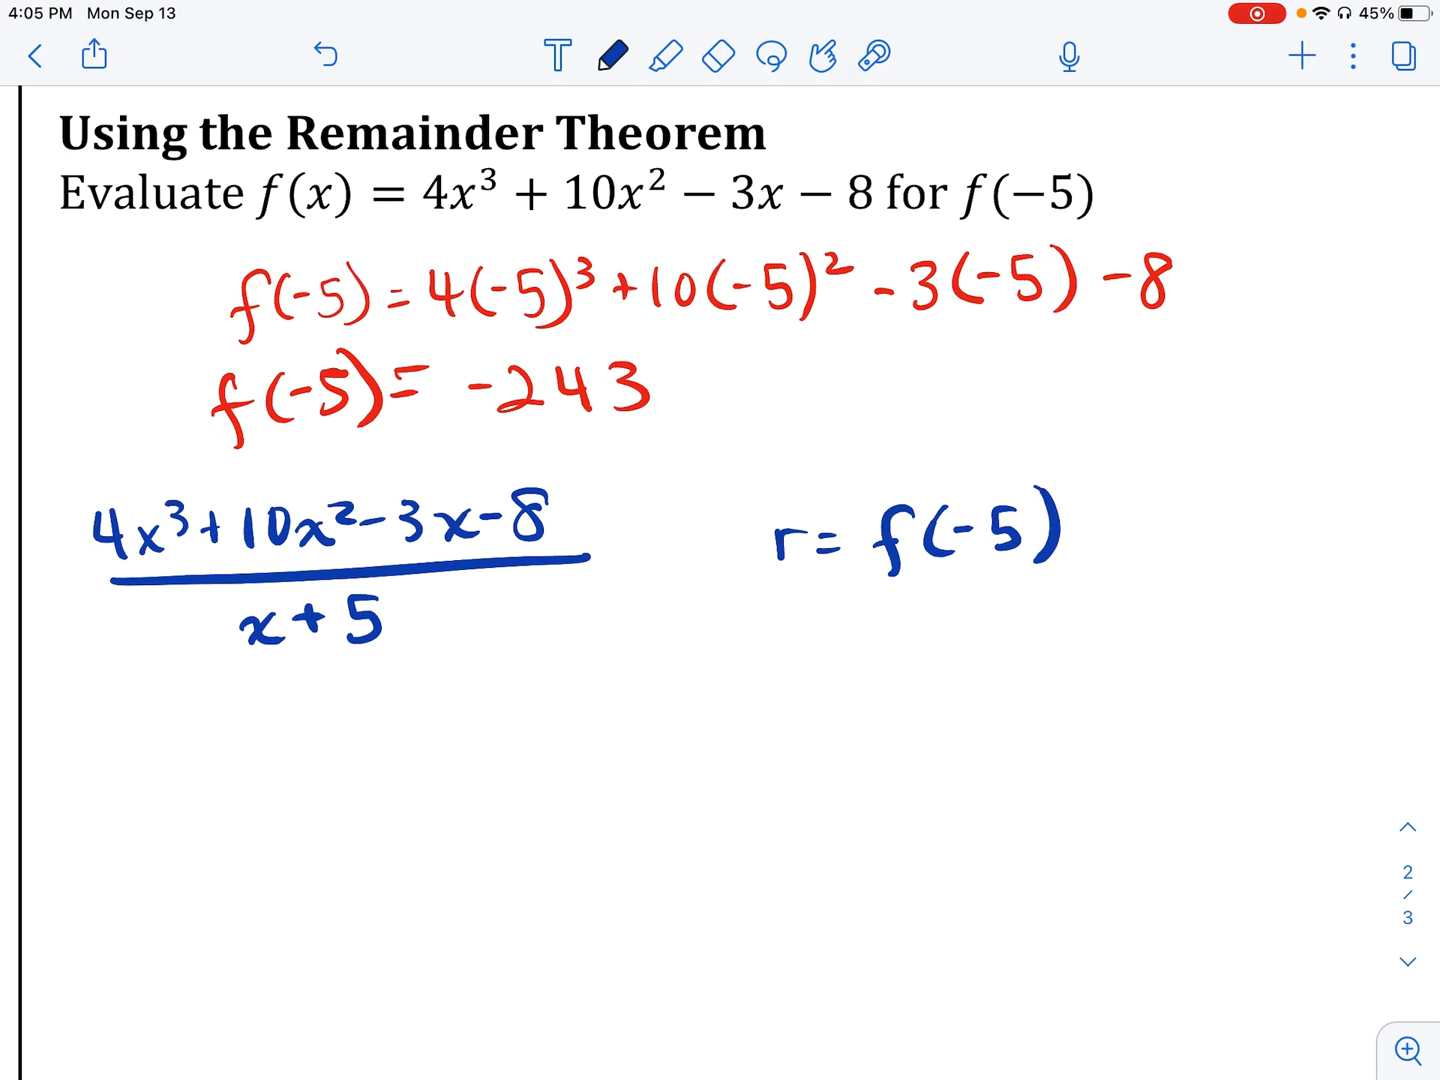 4:05 PM Mon Sep 13
45%
T
Using the Remainder Theorem
Evaluate f(x) = 4x³ + 10x² − 3x − 8 for f(−5)
f(-5) = 4(-5)³ + 10(-5)² - 3(-5) - 8
f(-5) = -243
4x³ + 10x² - 3x - 8
x + 5
r = f(-5)
2
/
3